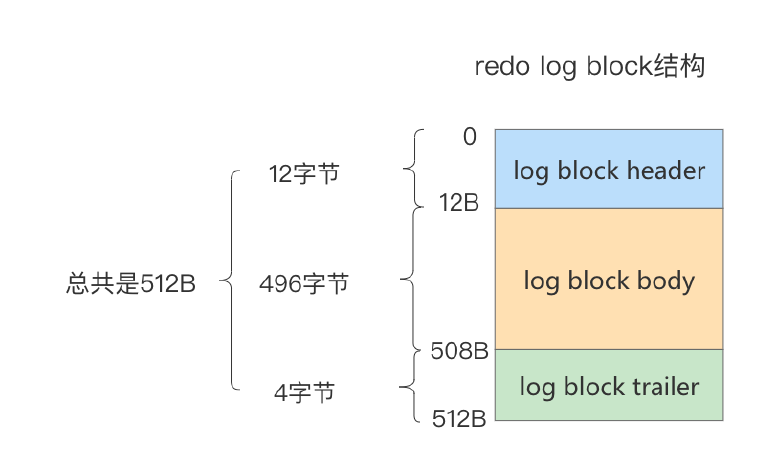 redo log block结构
0
log block header
12字节
12B
总共是512B
496字节
log block body
508B
4字节
log block trailer
512B